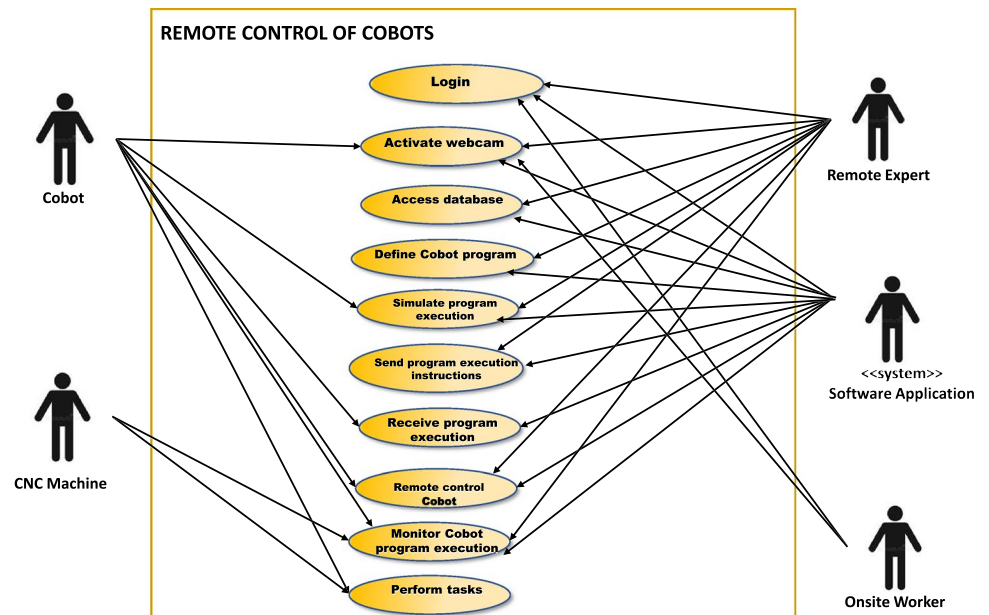 REMOTE CONTROL OF COBOTS
Login
Activate webcam
Access database
Define Cobot program
Simulate program
execution
Send program execution
instructions
Receive program
execution
Remote control
Cobot
Monitor Cobot
program execution
Perform tasks
Cobot
CNC Machine
Remote Expert
<<system>>
Software Application
Onsite Worker